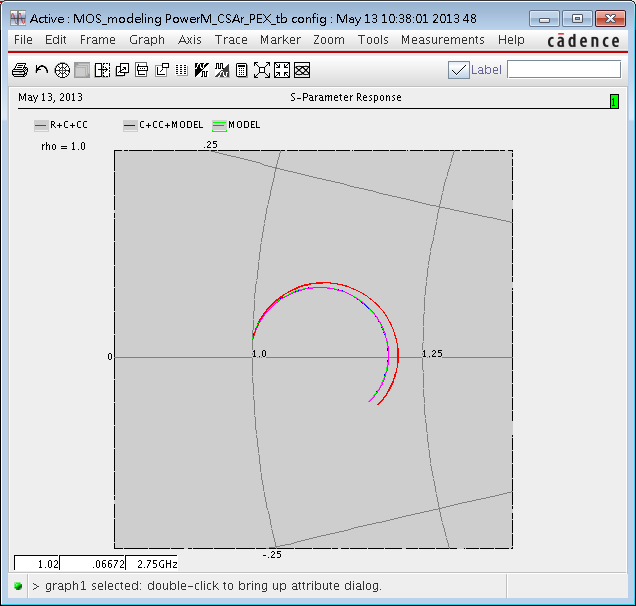 Active : MOS_modeling PowerM_CSAr_PEX_tb config : May 13 10:38:01 2013 48
File Edit Frame Graph Axis Trace Marker Zoom Tools Measurements Help cādence
Label
May 13, 2013 S-Parameter Response 1
R+C+CC C+CC+MODEL MODEL
rho = 1.0 .25
0 1.0 1.25
-.25
1.02 .06672 2.75GHz
> graph1 selected: double-click to bring up attribute dialog.